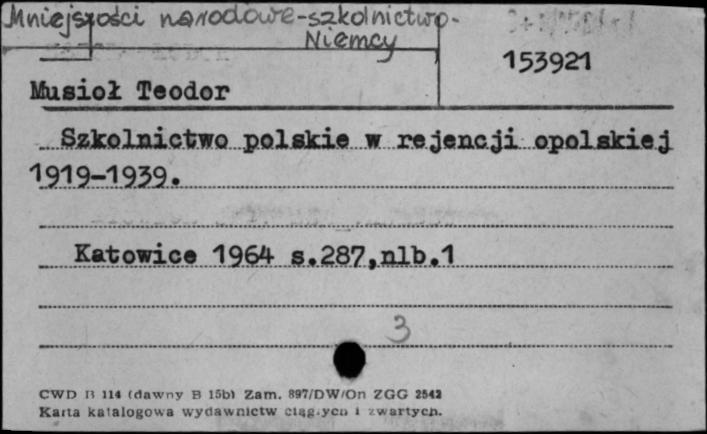 Mniejszości narodowe-szkolnictwo-
Niemcy
153921
Musioł Teodor
Szkolnictwo polskie w rejencji opolskiej
1919-1939.
Katowice 1964 s.287,nlb.1
3
CWD B 114 (dawny B 15b) Zam. 897/DW/On ZGG 2542
Karta katalogowa wydawnictw ciągłych i zwartych.